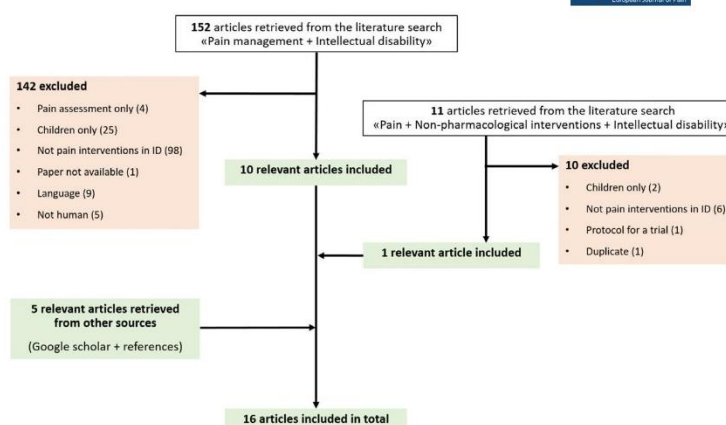 European Journal of Pain
152 articles retrieved from the literature search
«Pain management + Intellectual disability»
142 excluded
• Pain assessment only (4)
• Children only (25)
• Not pain interventions in ID (98)
• Paper not available (1)
• Language (9)
• Not human (5)
11 articles retrieved from the literature search
«Pain + Non-pharmacological interventions + Intellectual disability»
10 relevant articles included
10 excluded
• Children only (2)
• Not pain interventions in ID (6)
• Protocol for a trial (1)
• Duplicate (1)
1 relevant article included
5 relevant articles retrieved
from other sources
(Google scholar + references)
16 articles included in total